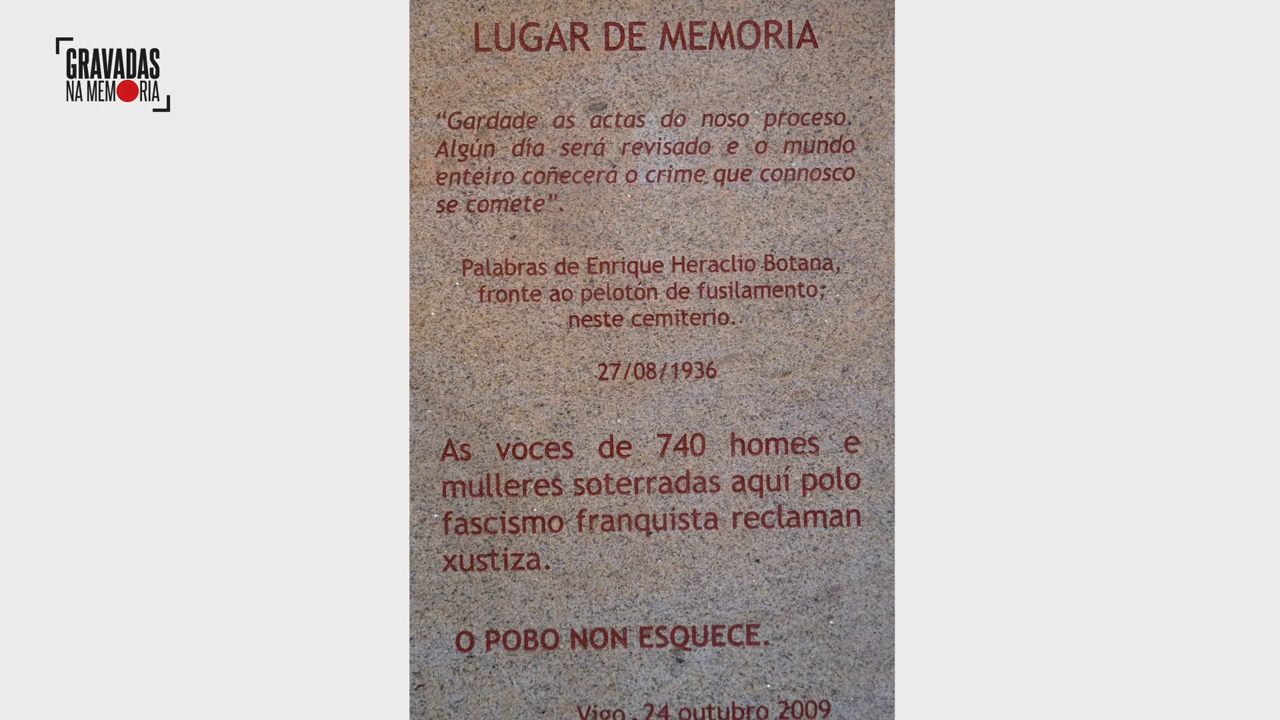 GRAVADAS
NA MEMORIA
LUGAR DE MEMORIA
“Gardade as actas do noso proceso.
Algún día será revisado e o mundo
enteiro coñecerá o crime que connosco
se comete”.
Palabras de Enrique Heraclio Botana,
fronte ao pelotón de fusilamento;
neste cemiterio.
27/08/1936
As voces de 740 homes e
mulleres soterradas aquí polo
fascismo franquista reclaman
xustiza.
O POBO NON ESQUECE.
Vigo, 24 outubro 2009